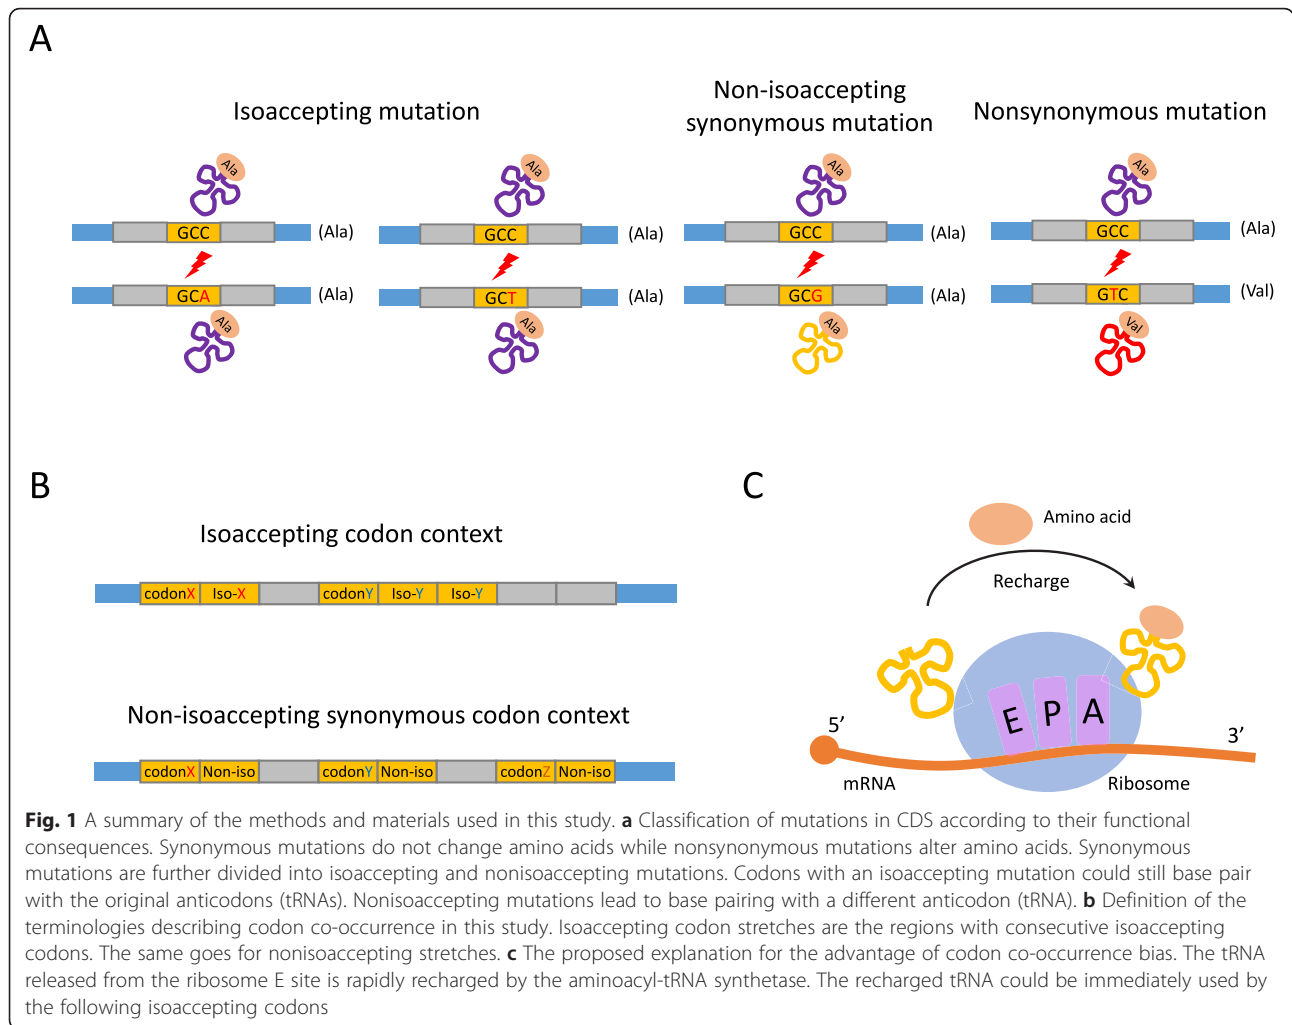 A
Isoaccepting mutation
Non-isoaccepting
synonymous mutation
Nonsynonymous mutation
Ala
Ala
Ala
Ala
GCC
(Ala)
GCC
(Ala)
GCC
(Ala)
GCC
(Ala)
GCA
(Ala)
GCT
(Ala)
GCG
(Ala)
GTC
(Val)
Ala
Ala
Ala
Val
B
Isoaccepting codon context
codonX
Iso-X
codonY
Iso-Y
Iso-Y
Non-isoaccepting synonymous codon context
codonX
Non-iso
codonY
Non-iso
codonZ
Non-iso
C
Amino acid
Recharge
E
P
A
5’
3’
mRNA
Ribosome
Fig. 1 A summary of the methods and materials used in this study. a Classification of mutations in CDS according to their functional
consequences. Synonymous mutations do not change amino acids while nonsynonymous mutations alter amino acids. Synonymous
mutations are further divided into isoaccepting and nonisoaccepting mutations. Codons with an isoaccepting mutation could still base pair
with the original anticodons (tRNAs). Nonisoaccepting mutations lead to base pairing with a different anticodon (tRNA). b Definition of the
terminologies describing codon co-occurrence in this study. Isoaccepting codon stretches are the regions with consecutive isoaccepting
codons. The same goes for nonisoaccepting stretches. c The proposed explanation for the advantage of codon co-occurrence bias. The tRNA
released from the ribosome E site is rapidly recharged by the aminoacyl-tRNA synthetase. The recharged tRNA could be immediately used by
the following isoaccepting codons